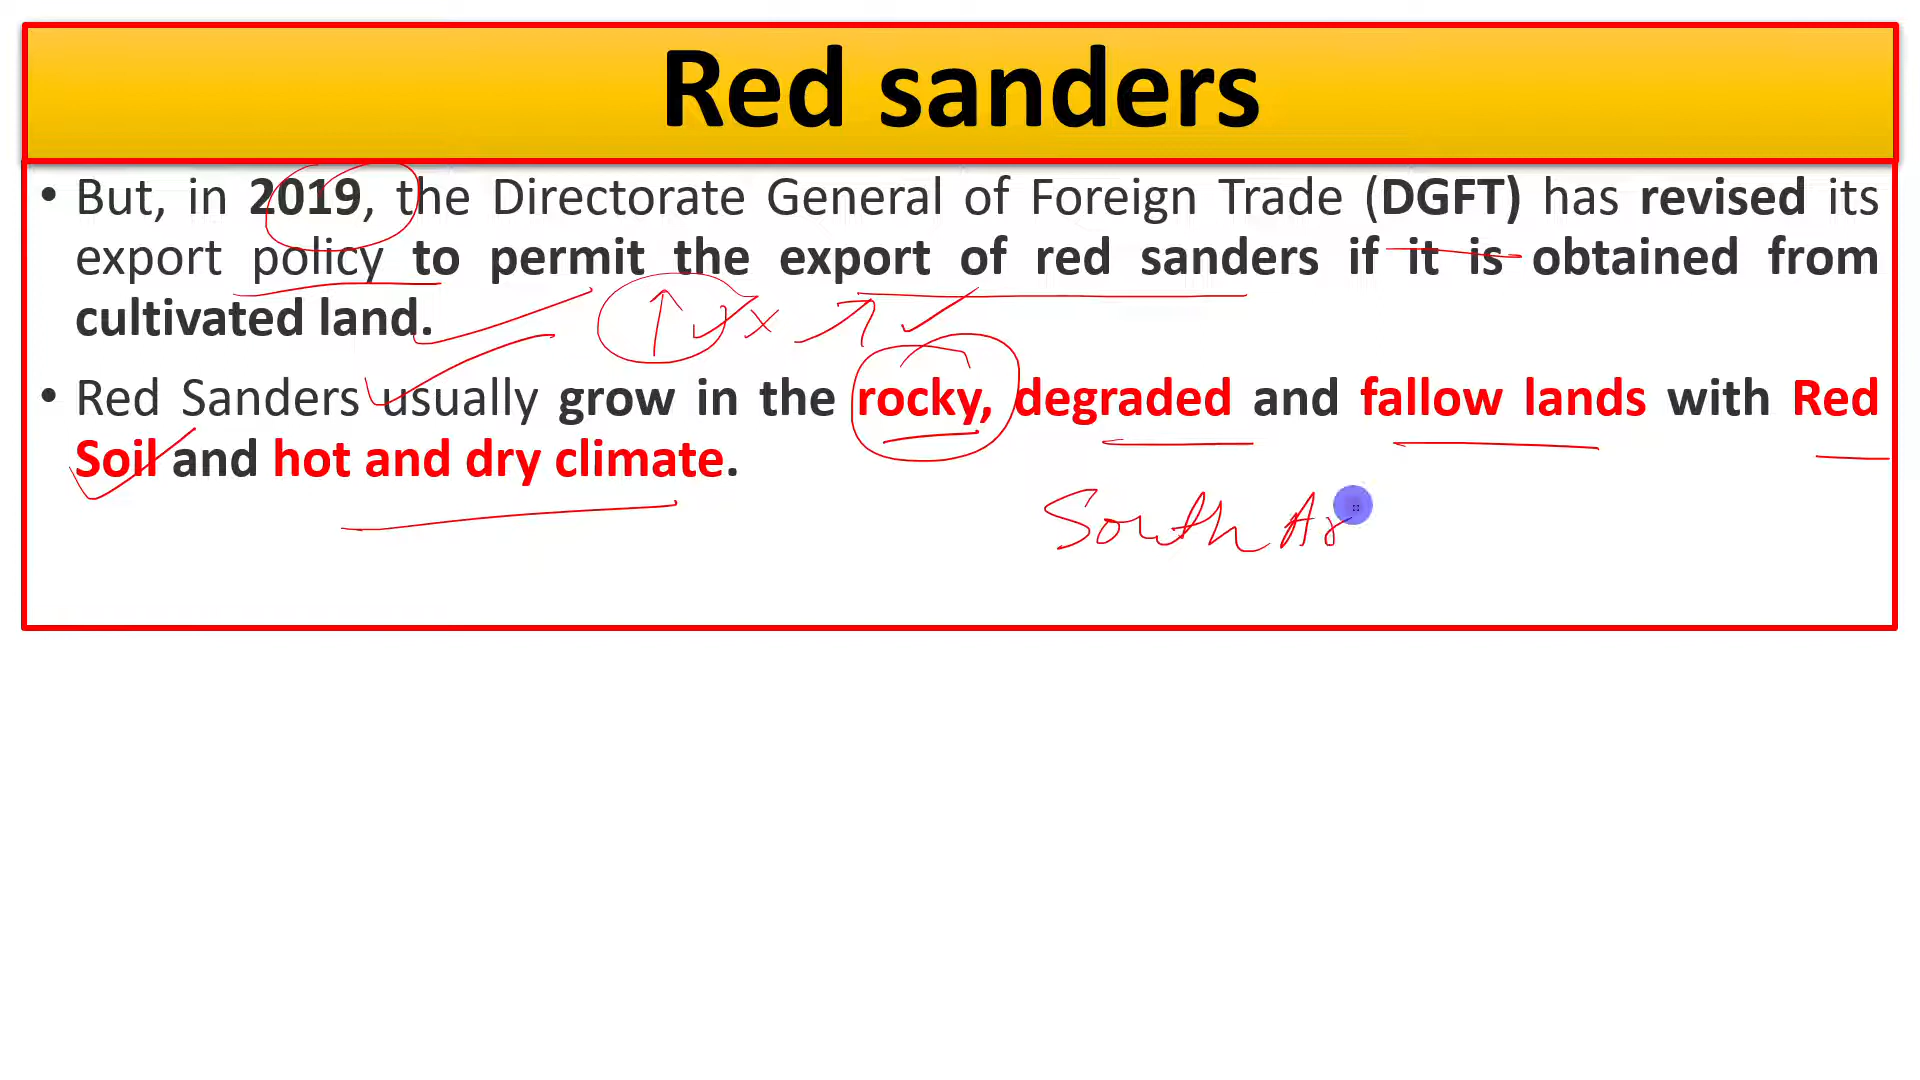 Red sanders
• But, in 2019, the Directorate General of Foreign Trade (DGFT) has revised its
export policy to permit the export of red sanders if it is obtained from
cultivated land.
• Red Sanders usually grow in the rocky, degraded and fallow lands with Red
Soil and hot and dry climate.
South